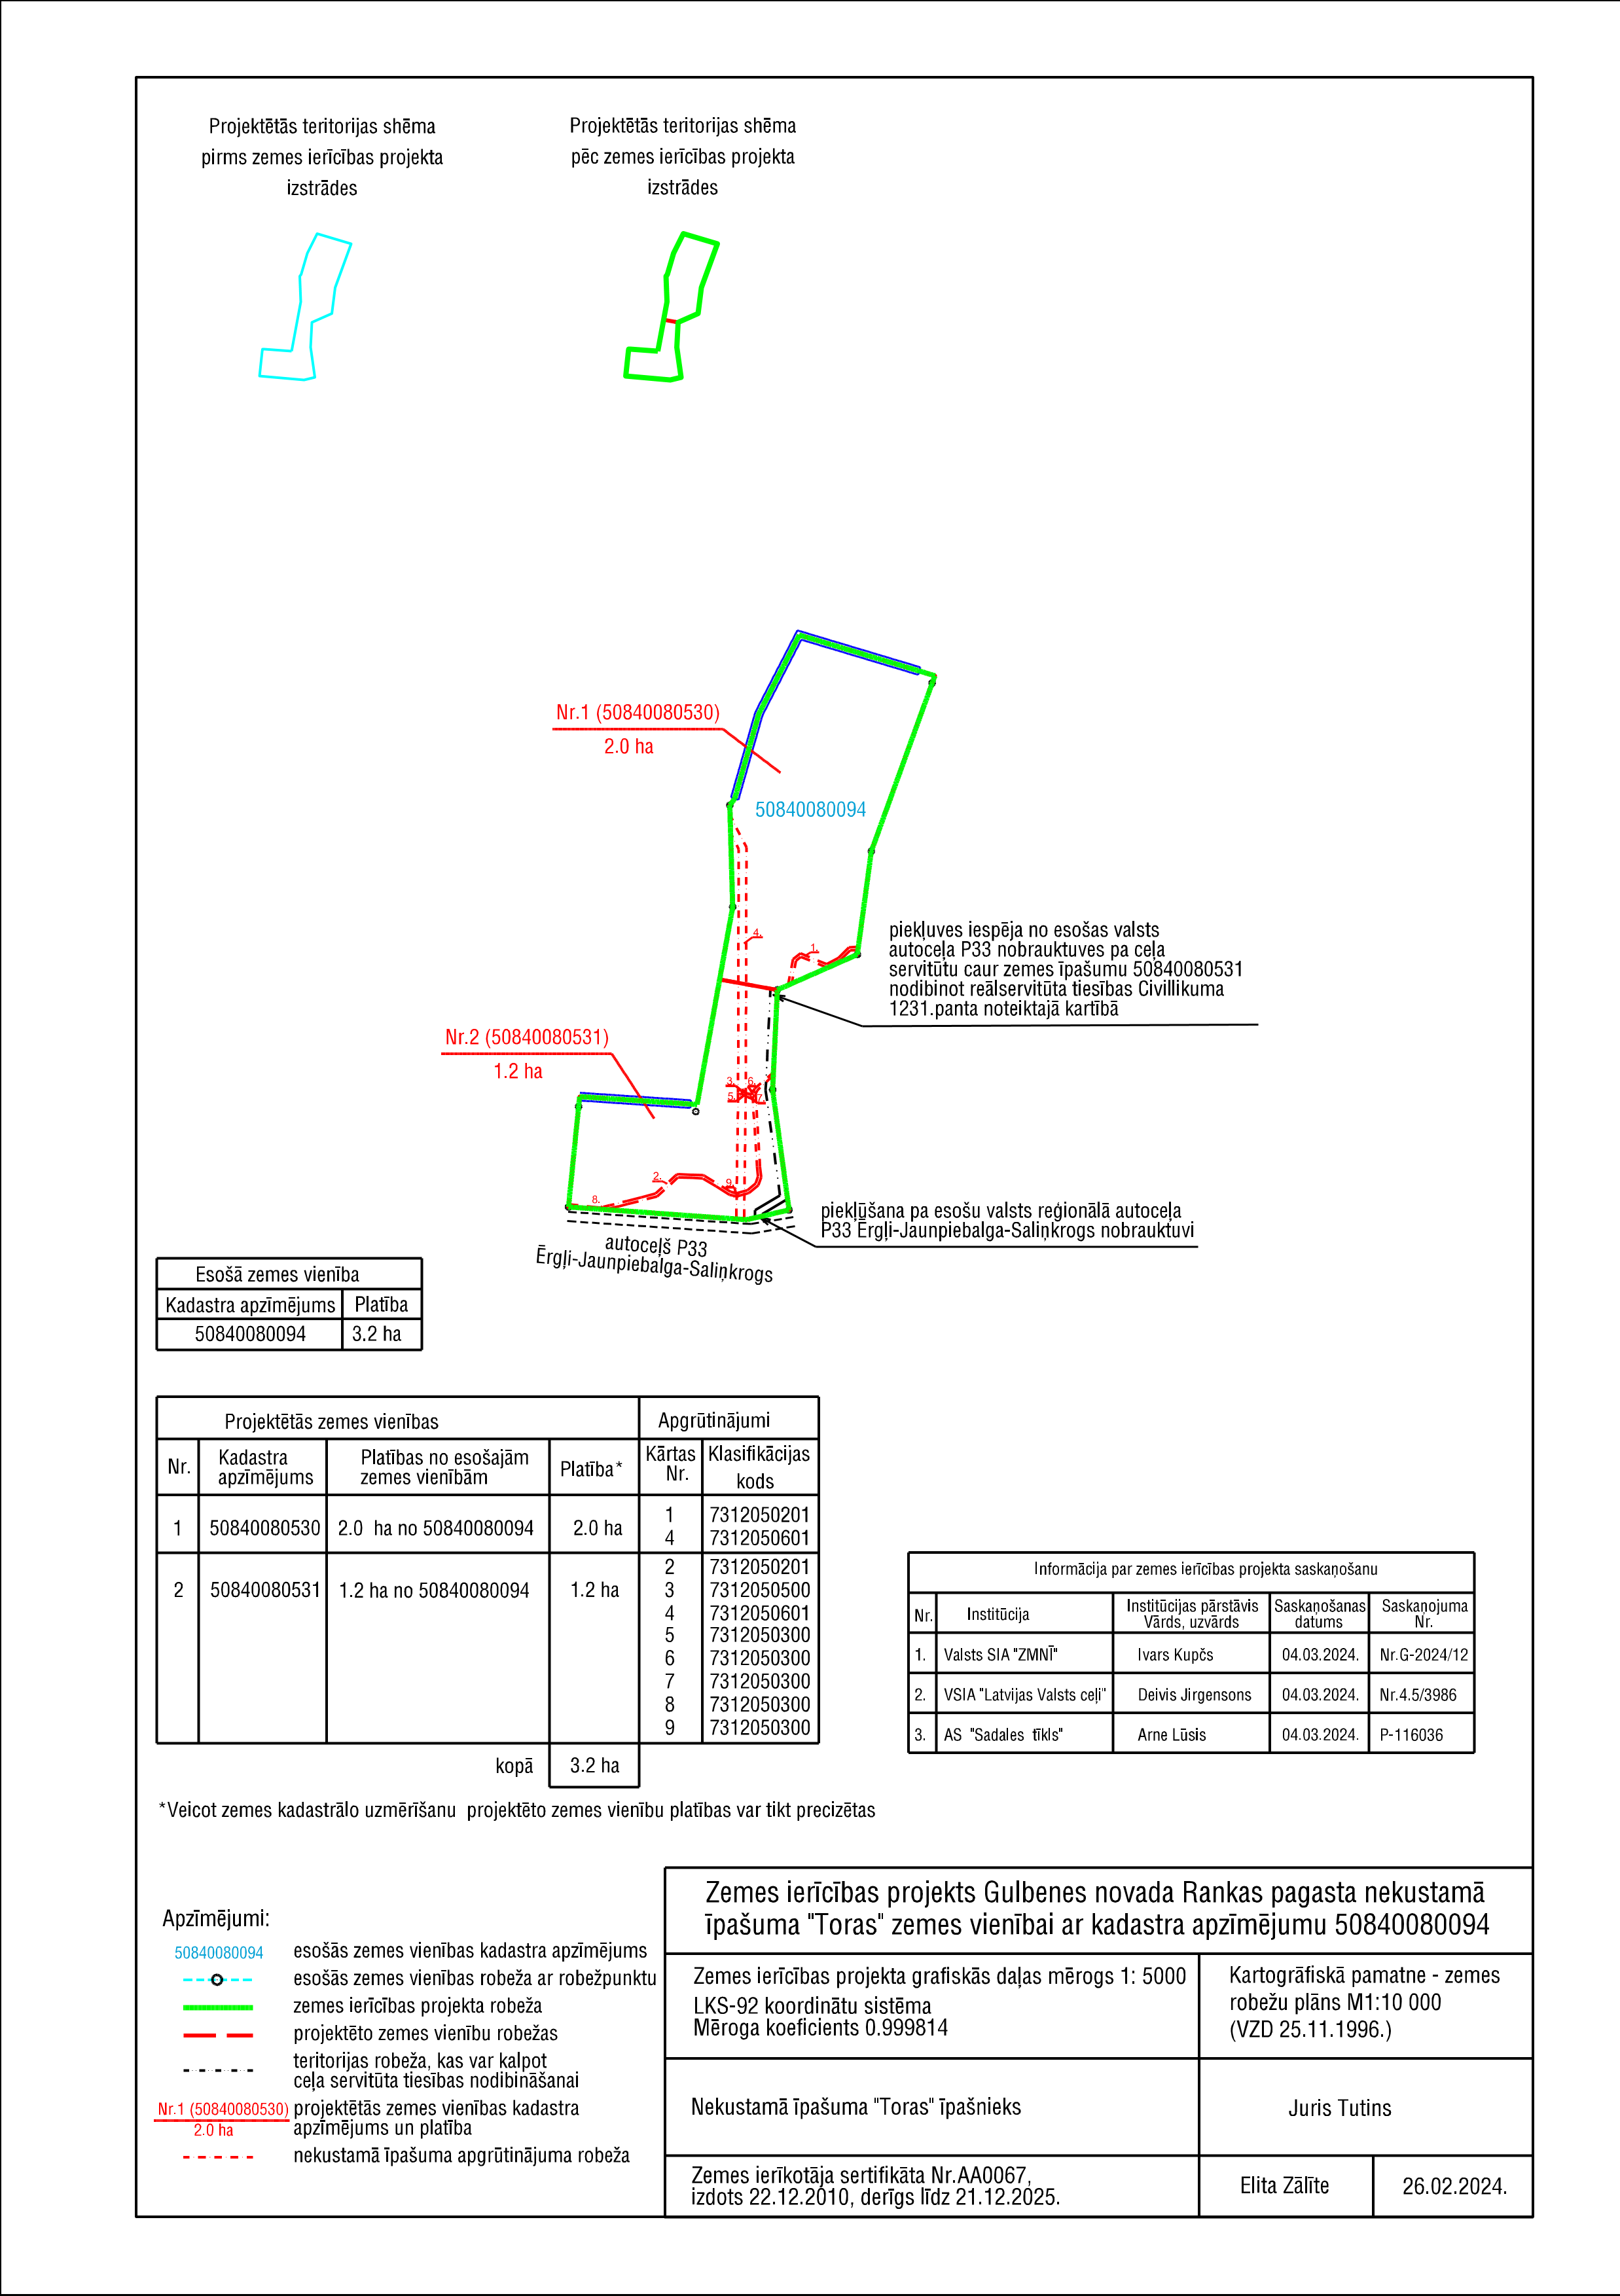 Projektētās teritorijas shēma
pirms zemes ierīcības projekta
izstrādes
Projektētās teritorijas shēma
pēc zemes ierīcības projekta
izstrādes
Nr.1 (50840080530)
2.0 ha
50840080094
4.
1.
piekļuves iespēja no esošas valsts
autoceļa P33 nobrauktuves pa ceļa
servitūtu caur zemes īpašumu 50840080531
nodibinot reālservitūta tiesības Civillikuma
1231.panta noteiktajā kartībā
Nr.2 (50840080531)
1.2 ha
3.
6.
5.
7.
2.
9.
8.
piekļūšana pa esošu valsts reģionālā autoceļa
P33 Ērgļi-Jaunpiebalga-Saliņkrogs nobrauktuvi
autoceļš P33
Ērgļi-Jaunpiebalga-Saliņkrogs
Esošā zemes vienība
Kadastra apzīmējums Platība
50840080094 3.2 ha
Projektētās zemes vienības Apgrūtinājumi
Nr. Kadastra apzīmējums Platības no esošajām zemes vienībām Platība* Kārtas Nr. Klasifikācijas kods
1 50840080530 2.0 ha no 50840080094 2.0 ha 1 7312050201
4 7312050601
2 7312050201
2 50840080531 1.2 ha no 50840080094 1.2 ha 3 7312050500
4 7312050601
5 7312050300
6 7312050300
7 7312050300
8 7312050300
9 7312050300
kopā 3.2 ha
*Veicot zemes kadastrālo uzmērīšanu projektēto zemes vienību platības var tikt precizētas
Informācija par zemes ierīcības projekta saskaņošanu
Nr. Institūcija Institūcijas pārstāvis Vārds, uzvārds Saskaņošanas datums Saskaņojuma Nr.
1. Valsts SIA "ZMNĪ" Ivars Kupčs 04.03.2024. Nr.G-2024/12
2. VSIA "Latvijas Valsts ceļi" Deivis Jirgensons 04.03.2024. Nr.4.5/3986
3. AS "Sadales tīkls" Arne Lūsis 04.03.2024. P-116036
Apzīmējumi:
50840080094 esošās zemes vienības kadastra apzīmējums
esošās zemes vienības robeža ar robežpunktu
zemes ierīcības projekta robeža
projektēto zemes vienību robežas
teritorijas robeža, kas var kalpot
ceļa servitūta tiesības nodibināšanai
Nr.1 (50840080530) projektētās zemes vienības kadastra
2.0 ha apzīmējums un platība
nekustamā īpašuma apgrūtinājuma robeža
Zemes ierīcības projekts Gulbenes novada Rankas pagasta nekustamā
īpašuma "Toras" zemes vienībai ar kadastra apzīmējumu 50840080094
Zemes ierīcības projekta grafiskās daļas mērogs 1: 5000
LKS-92 koordinātu sistēma
Mēroga koeficients 0.999814
Kartogrāfiskā pamatne - zemes
robežu plāns M1:10 000
(VZD 25.11.1996.)
Nekustamā īpašuma "Toras" īpašnieks
Juris Tutins
Zemes ierīkotāja sertifikāta Nr.AA0067,
izdots 22.12.2010, derīgs līdz 21.12.2025.
Elita Zālīte
26.02.2024.